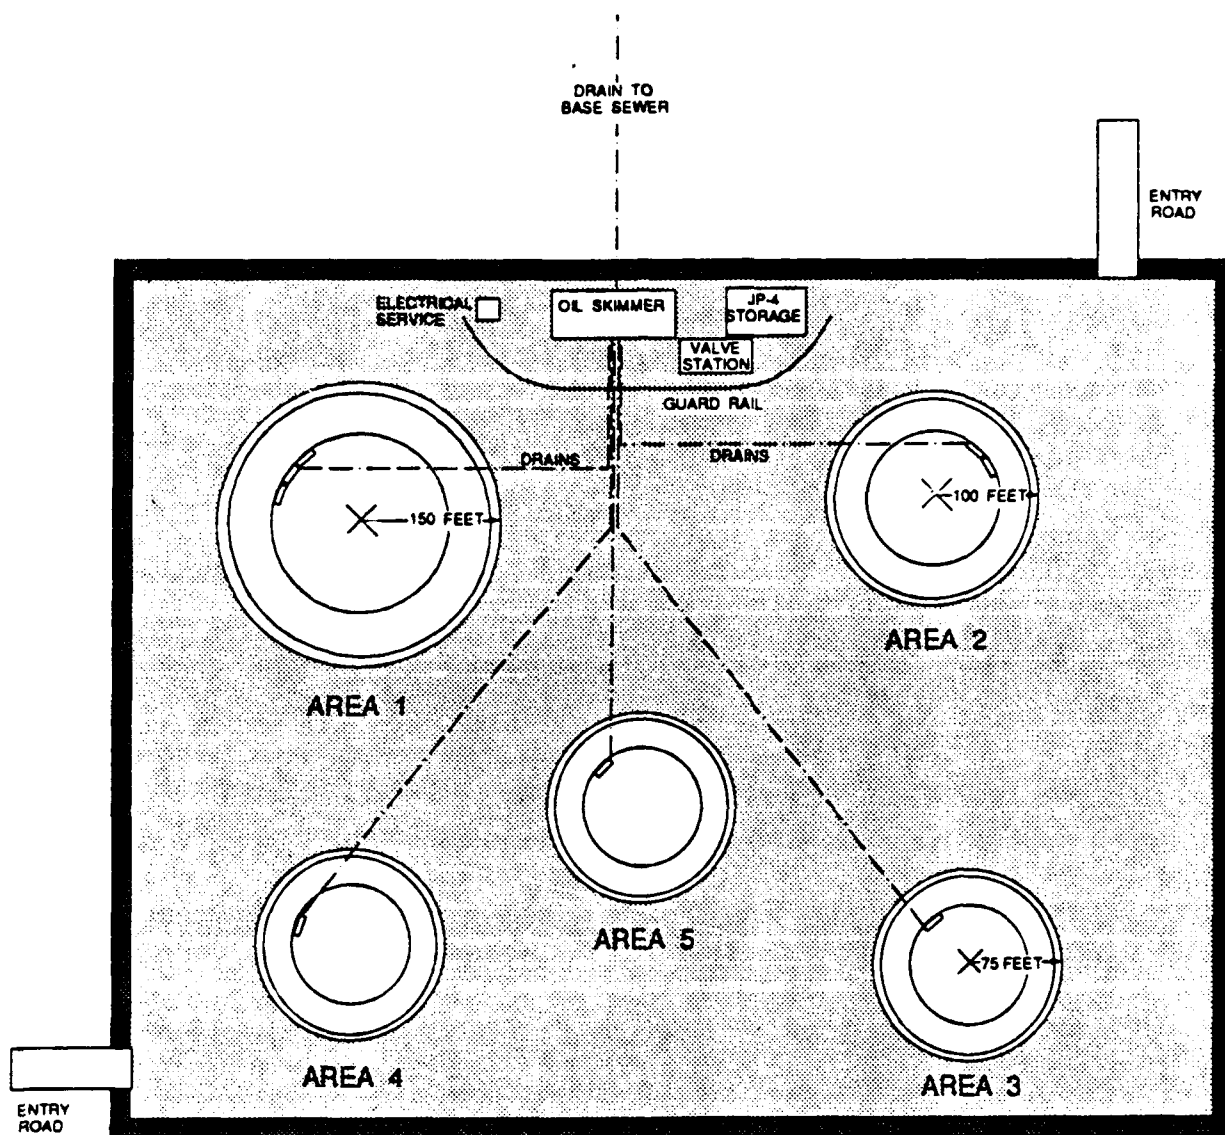 DRAIN TO
BASE SEWER
ENTRY
ROAD
ELECTRICAL
SERVICE
OIL SKIMMER
JP-4
STORAGE
VALVE
STATION
GUARD RAIL
DRAINS
DRAINS
150 FEET
100 FEET
AREA 2
AREA 1
AREA 5
75 FEET
AREA 4
AREA 3
ENTRY
ROAD